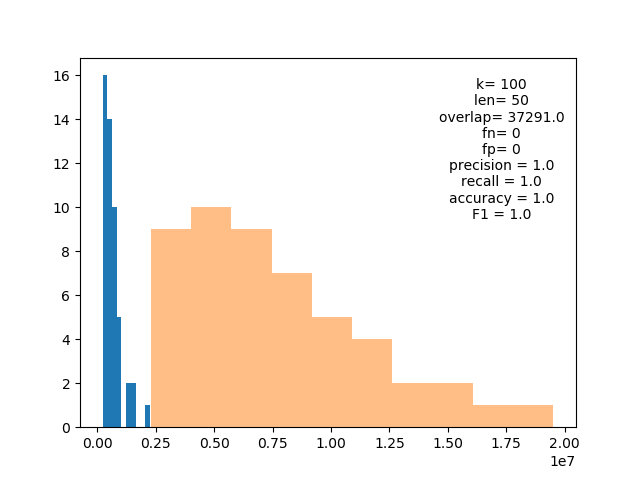 16
14
12
10
8
6
4
2
0
k= 100
len= 50
overlap= 37291.0
fn= 0
fp= 0
precision = 1.0
recall = 1.0
accuracy = 1.0
F1 = 1.0
0.00 0.25 0.50 0.75 1.00 1.25 1.50 1.75 2.00
1e7